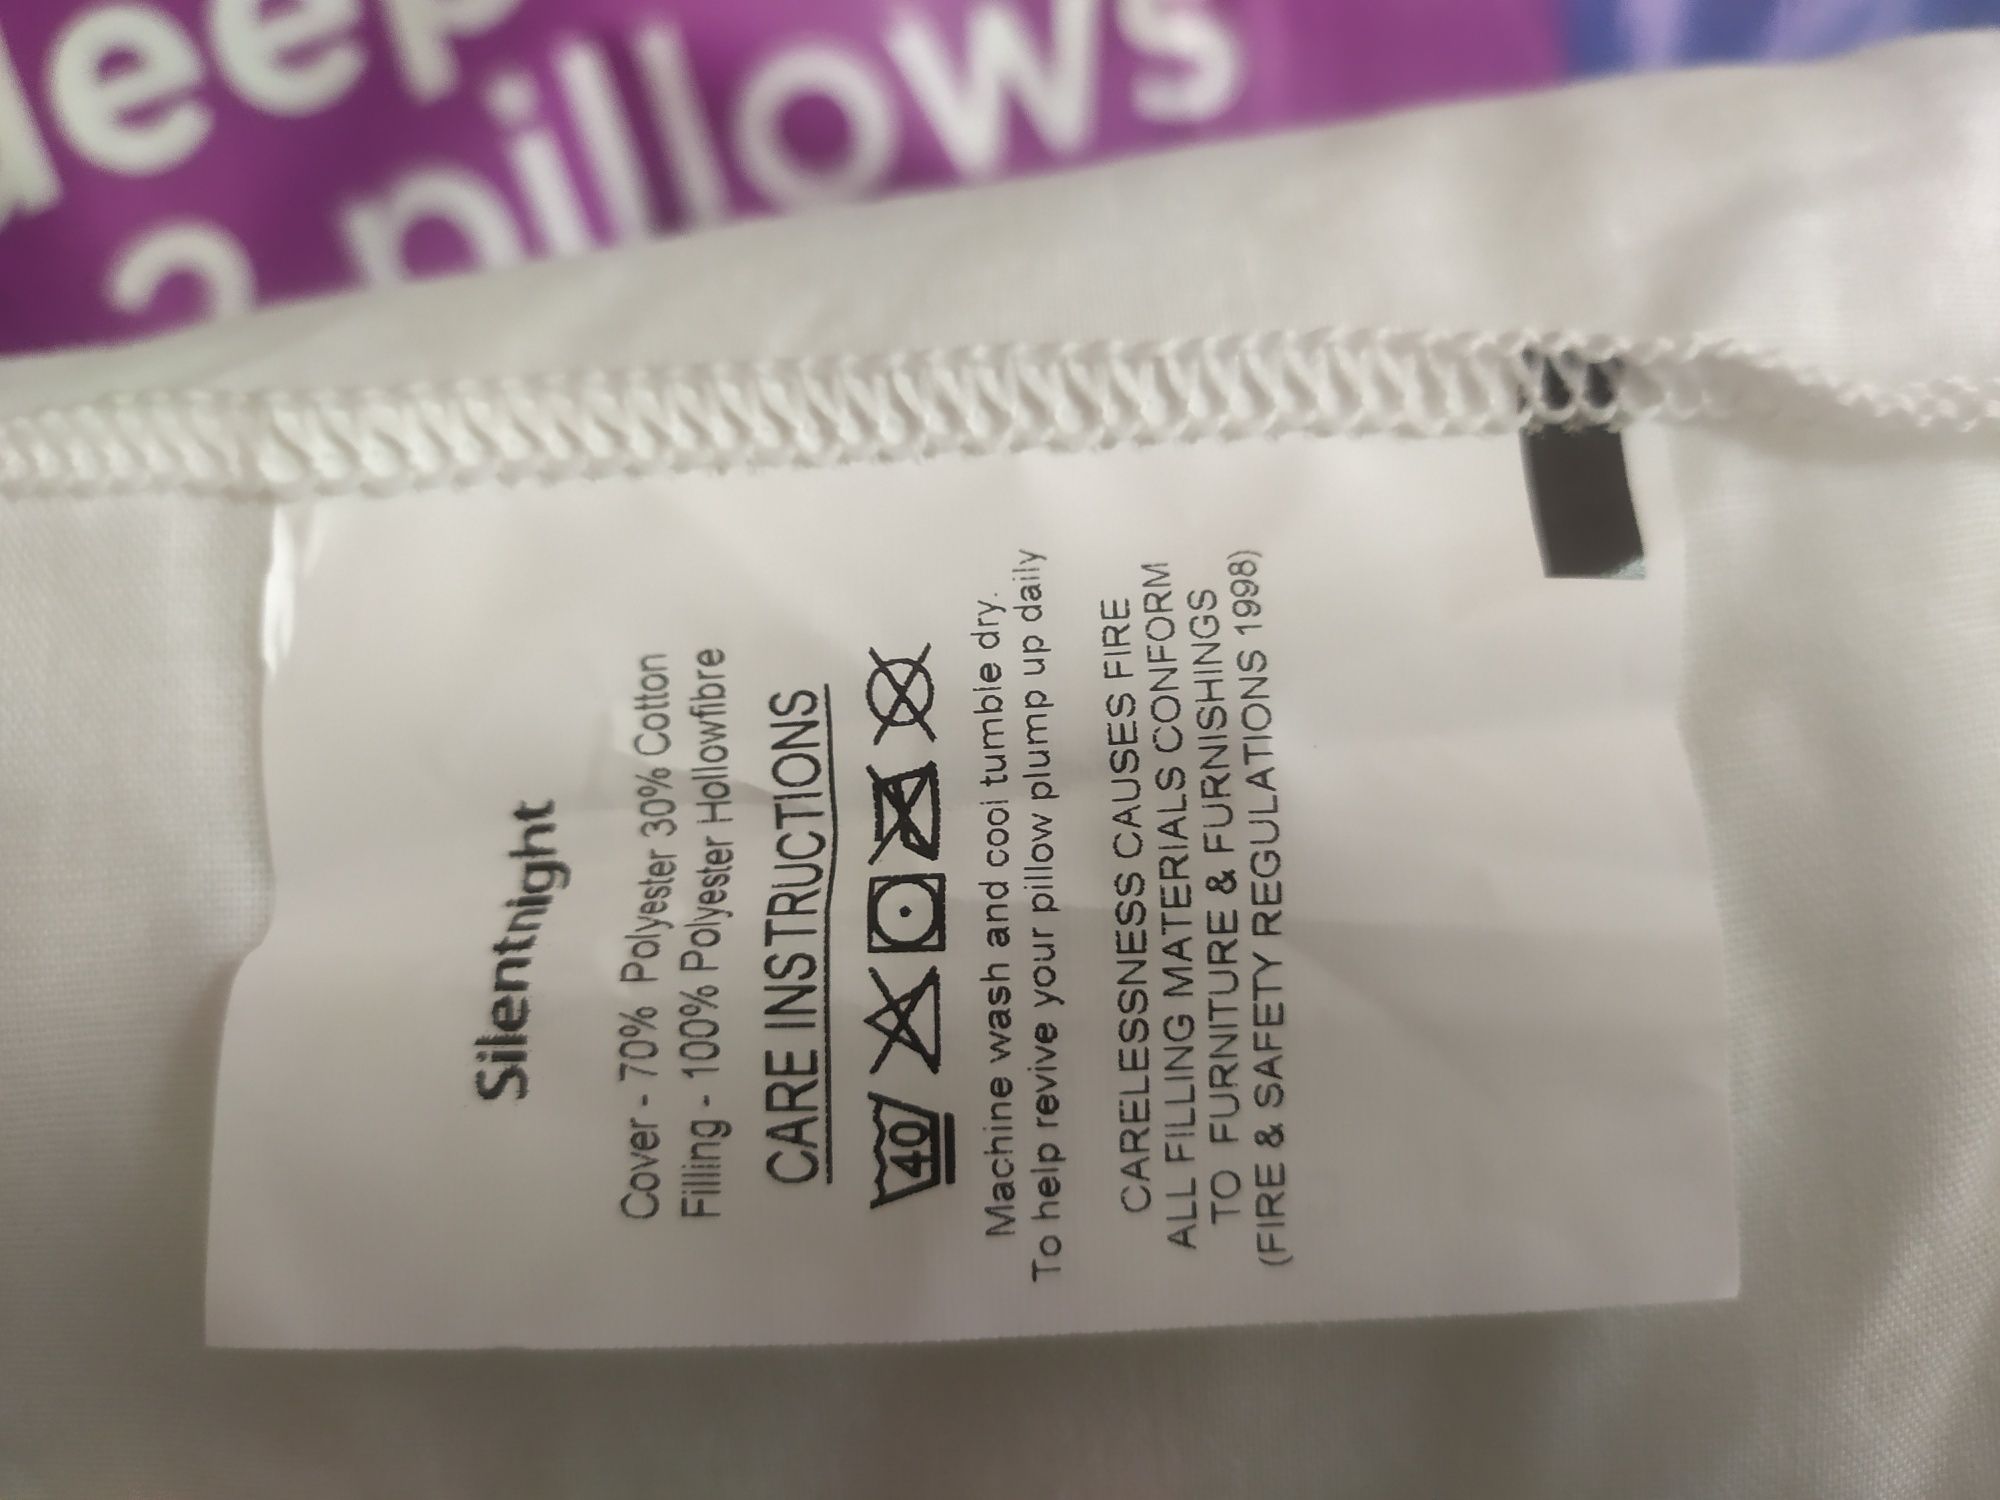 deep
2 pillows
Silentnight
Cover - 70% Polyester 30% Cotton
Filling - 100% Polyester Hollowfibre
CARE INSTRUCTIONS
40
Machine wash and cool tumble dry.
To help revive your pillow plump up daily
CARELESSNESS CAUSES FIRE
ALL FILLING MATERIALS CONFORM
TO FURNITURE & FURNISHINGS
(FIRE & SAFETY REGULATIONS 1998)